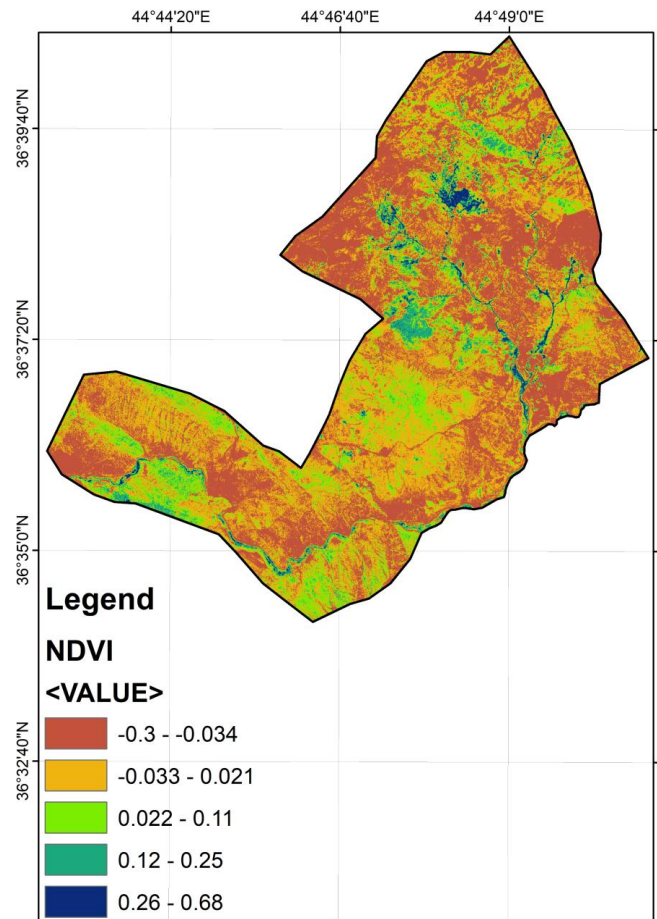 44°44'20"E 44°46'40"E 44°49'0"E
36°39'40"N
36°37'20"N
36°35'0"N
36°32'40"N
Legend
NDVI
<VALUE>
-0.3 - -0.034
-0.033 - 0.021
0.022 - 0.11
0.12 - 0.25
0.26 - 0.68